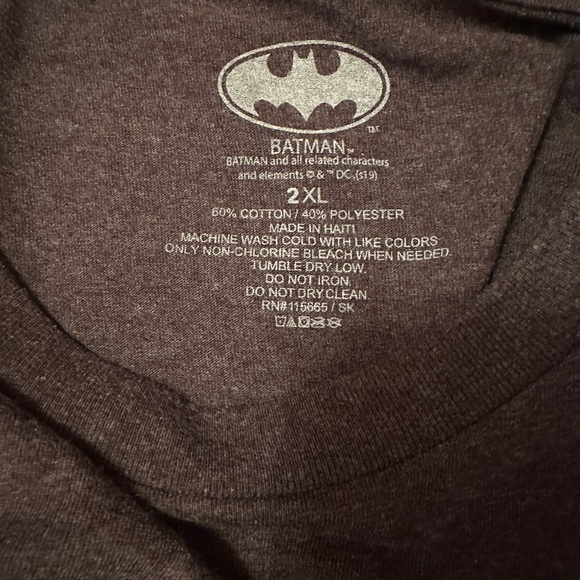 TM
BATMAN™
BATMAN and all related characters
and elements © & ™ DC. (s19)
2XL
60% COTTON / 40% POLYESTER
MADE IN HAITI
MACHINE WASH COLD WITH LIKE COLORS
ONLY NON-CHLORINE BLEACH WHEN NEEDED.
TUMBLE DRY LOW.
DO NOT IRON.
DO NOT DRY CLEAN.
RN#115665 / SK